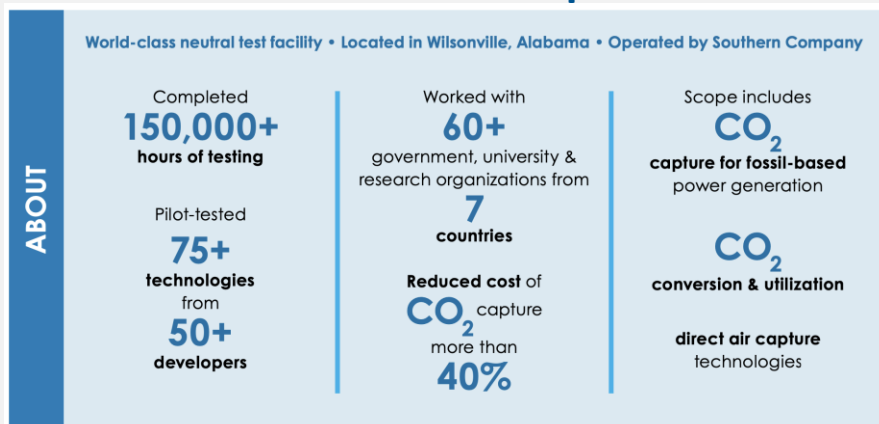 ABOUT
World-class neutral test facility • Located in Wilsonville, Alabama • Operated by Southern Company
Completed
150,000+
hours of testing
Pilot-tested
75+
technologies
from
50+
developers
Worked with
60+
government, university &
research organizations from
7
countries
Reduced cost of
CO₂ capture
more than
40%
Scope includes
CO₂
capture for fossil-based
power generation
CO₂
conversion & utilization
direct air capture
technologies